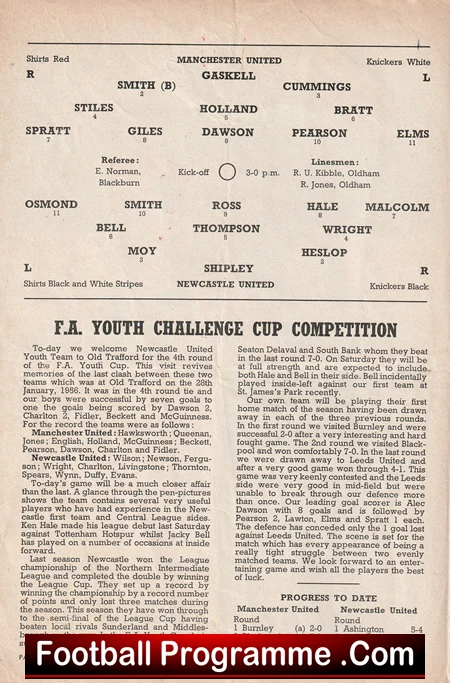 Shirts Red MANCHESTER UNITED Knickers White
R GASKELL L
SMITH (B) CUMMINGS
2 3
STILES HOLLAND BRATT
4 5 6
SPRATT GILES DAWSON PEARSON ELMS
7 8 9 10 11
Referee: Linesmen:
E. Norman, Kick-off 3-0 p.m. R. U. Kibble, Oldham
Blackburn R. Jones, Oldham
OSMOND SMITH ROSS HALE MALCOLM
11 10 9 8 7
BELL THOMPSON WRIGHT
6 5 4
MOY HESLOP
3 2
L SHIPLEY R
Shirts Black and White Stripes NEWCASTLE UNITED Knickers Black
F.A. YOUTH CHALLENGE CUP COMPETITION
To-day we welcome Newcastle United
Youth Team to Old Trafford for the 4th round
of the F.A. Youth Cup. This visit revives
memories of the last clash between these two
teams which was at Old Trafford on the 28th
January, 1956. It was in the 4th round tie and
our boys were successful by seven goals to
one the goals being scored by Dawson 2,
Charlton 2, Fidler, Beckett and McGuinness.
For the record the teams were as follows:
Manchester United: Hawksworth; Queenan,
Jones; English, Holland, McGuinness; Beckett,
Pearson, Dawson, Charlton and Fidler.
Newcastle United: Wilson; Newson, Fergu-
son; Wright, Charlton, Livingstone; Thornton,
Spears, Wynn, Duffy, Evans.
To-day's game will be a much closer affair
than the last. A glance through the pen-pictures
shows the team contains several very useful
players who have had experience in the New-
castle first team and Central League sides.
Ken Hale made his league debut last Saturday
against Tottenham Hotspur whilst Jacky Bell
has played on a number of occasions at inside
forward.
Last season Newcastle won the League
championship of the Northern Intermediate
League and completed the double by winning
the League Cup. They set up a record by
winning the championship by a record number
of points and only lost three matches during
the season. This season they have won through
to the semi-final of the League Cup having
beaten local rivals Sunderland and Middles-
Seaton Delaval and South Bank whom they beat
in the last round 7-0. On Saturday they will be
at full strength and are expected to include
both Hale and Bell in their side. Bell incidentally
played inside-left against our first team at
St. James's Park recently.
Our own team will be playing their first
home match of the season having been drawn
away in each of the three previous rounds.
In the first round we visited Burnley and were
successful 2-0 after a very interesting and hard
fought game. The 2nd round we visited Black-
pool and won comfortably 7-0. In the last round
we were drawn away to Leeds United and
after a very good game won through 4-1. This
game was very keenly contested and the Leeds
side were very good in mid-field but were
unable to break through our defence more
than once. Our leading goal scorer is Alec
Dawson with 8 goals and is followed by
Pearson 2, Lawton, Elms and Spratt 1 each.
The defence has conceded only the 1 goal lost
against Leeds United. The scene is set for the
match which has every appearance of being a
really tight struggle between two evenly
matched teams. We look forward to an enter-
taining game and wish all the players the best
of luck.
PROGRESS TO DATE
Manchester United Newcastle United
Round Round
1 Burnley (a) 2-0 1 Ashington 5-4
Football Programme .Com